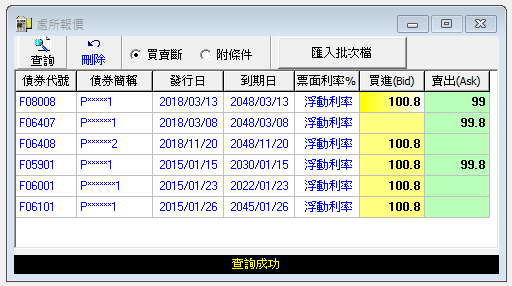 處所報價
查詢 刪除 買賣斷 附條件 匯入批次檔
債券代號 債券簡稱 發行日 到期日 票面利率% 買進(Bid) 賣出(Ask)
F08008 P*****1 2018/03/13 2048/03/13 浮動利率 100.8 99
F06407 P******1 2018/03/08 2048/03/08 浮動利率 99.8
F06408 P******2 2018/11/20 2048/11/20 浮動利率 100.8
F05901 P*****1 2015/01/15 2030/01/15 浮動利率 100.8 99.8
F06001 P*******1 2015/01/23 2022/01/23 浮動利率 100.8
F06101 P******1 2015/01/26 2045/01/26 浮動利率 100.8
查詢成功